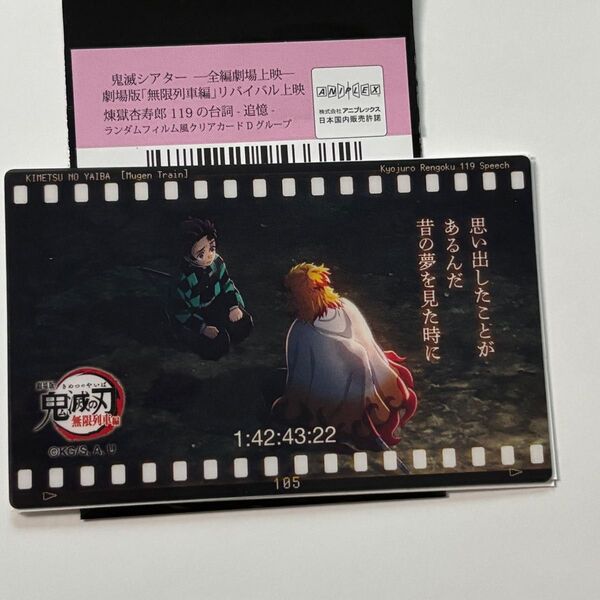 鬼滅シアター ―全編劇場上映―
劇場版「無限列車編」リバイバル上映
煉獄杏寿郎 119の台詞 - 追憶 -
ランダムフィルム風クリアカード D グループ
ANIPLEX
株式会社 アニプレックス
日本国内販売許諾
KIMETSU NO YAIBA [Mugen Train]
Kyojuro Rengoku 119 Speech
思い出したことが
あるんだ
昔の夢を見た時に
劇場版 きめつのやいば
鬼滅の刃
無限列車編
©KG/S,A,U
1:42:43:22
105